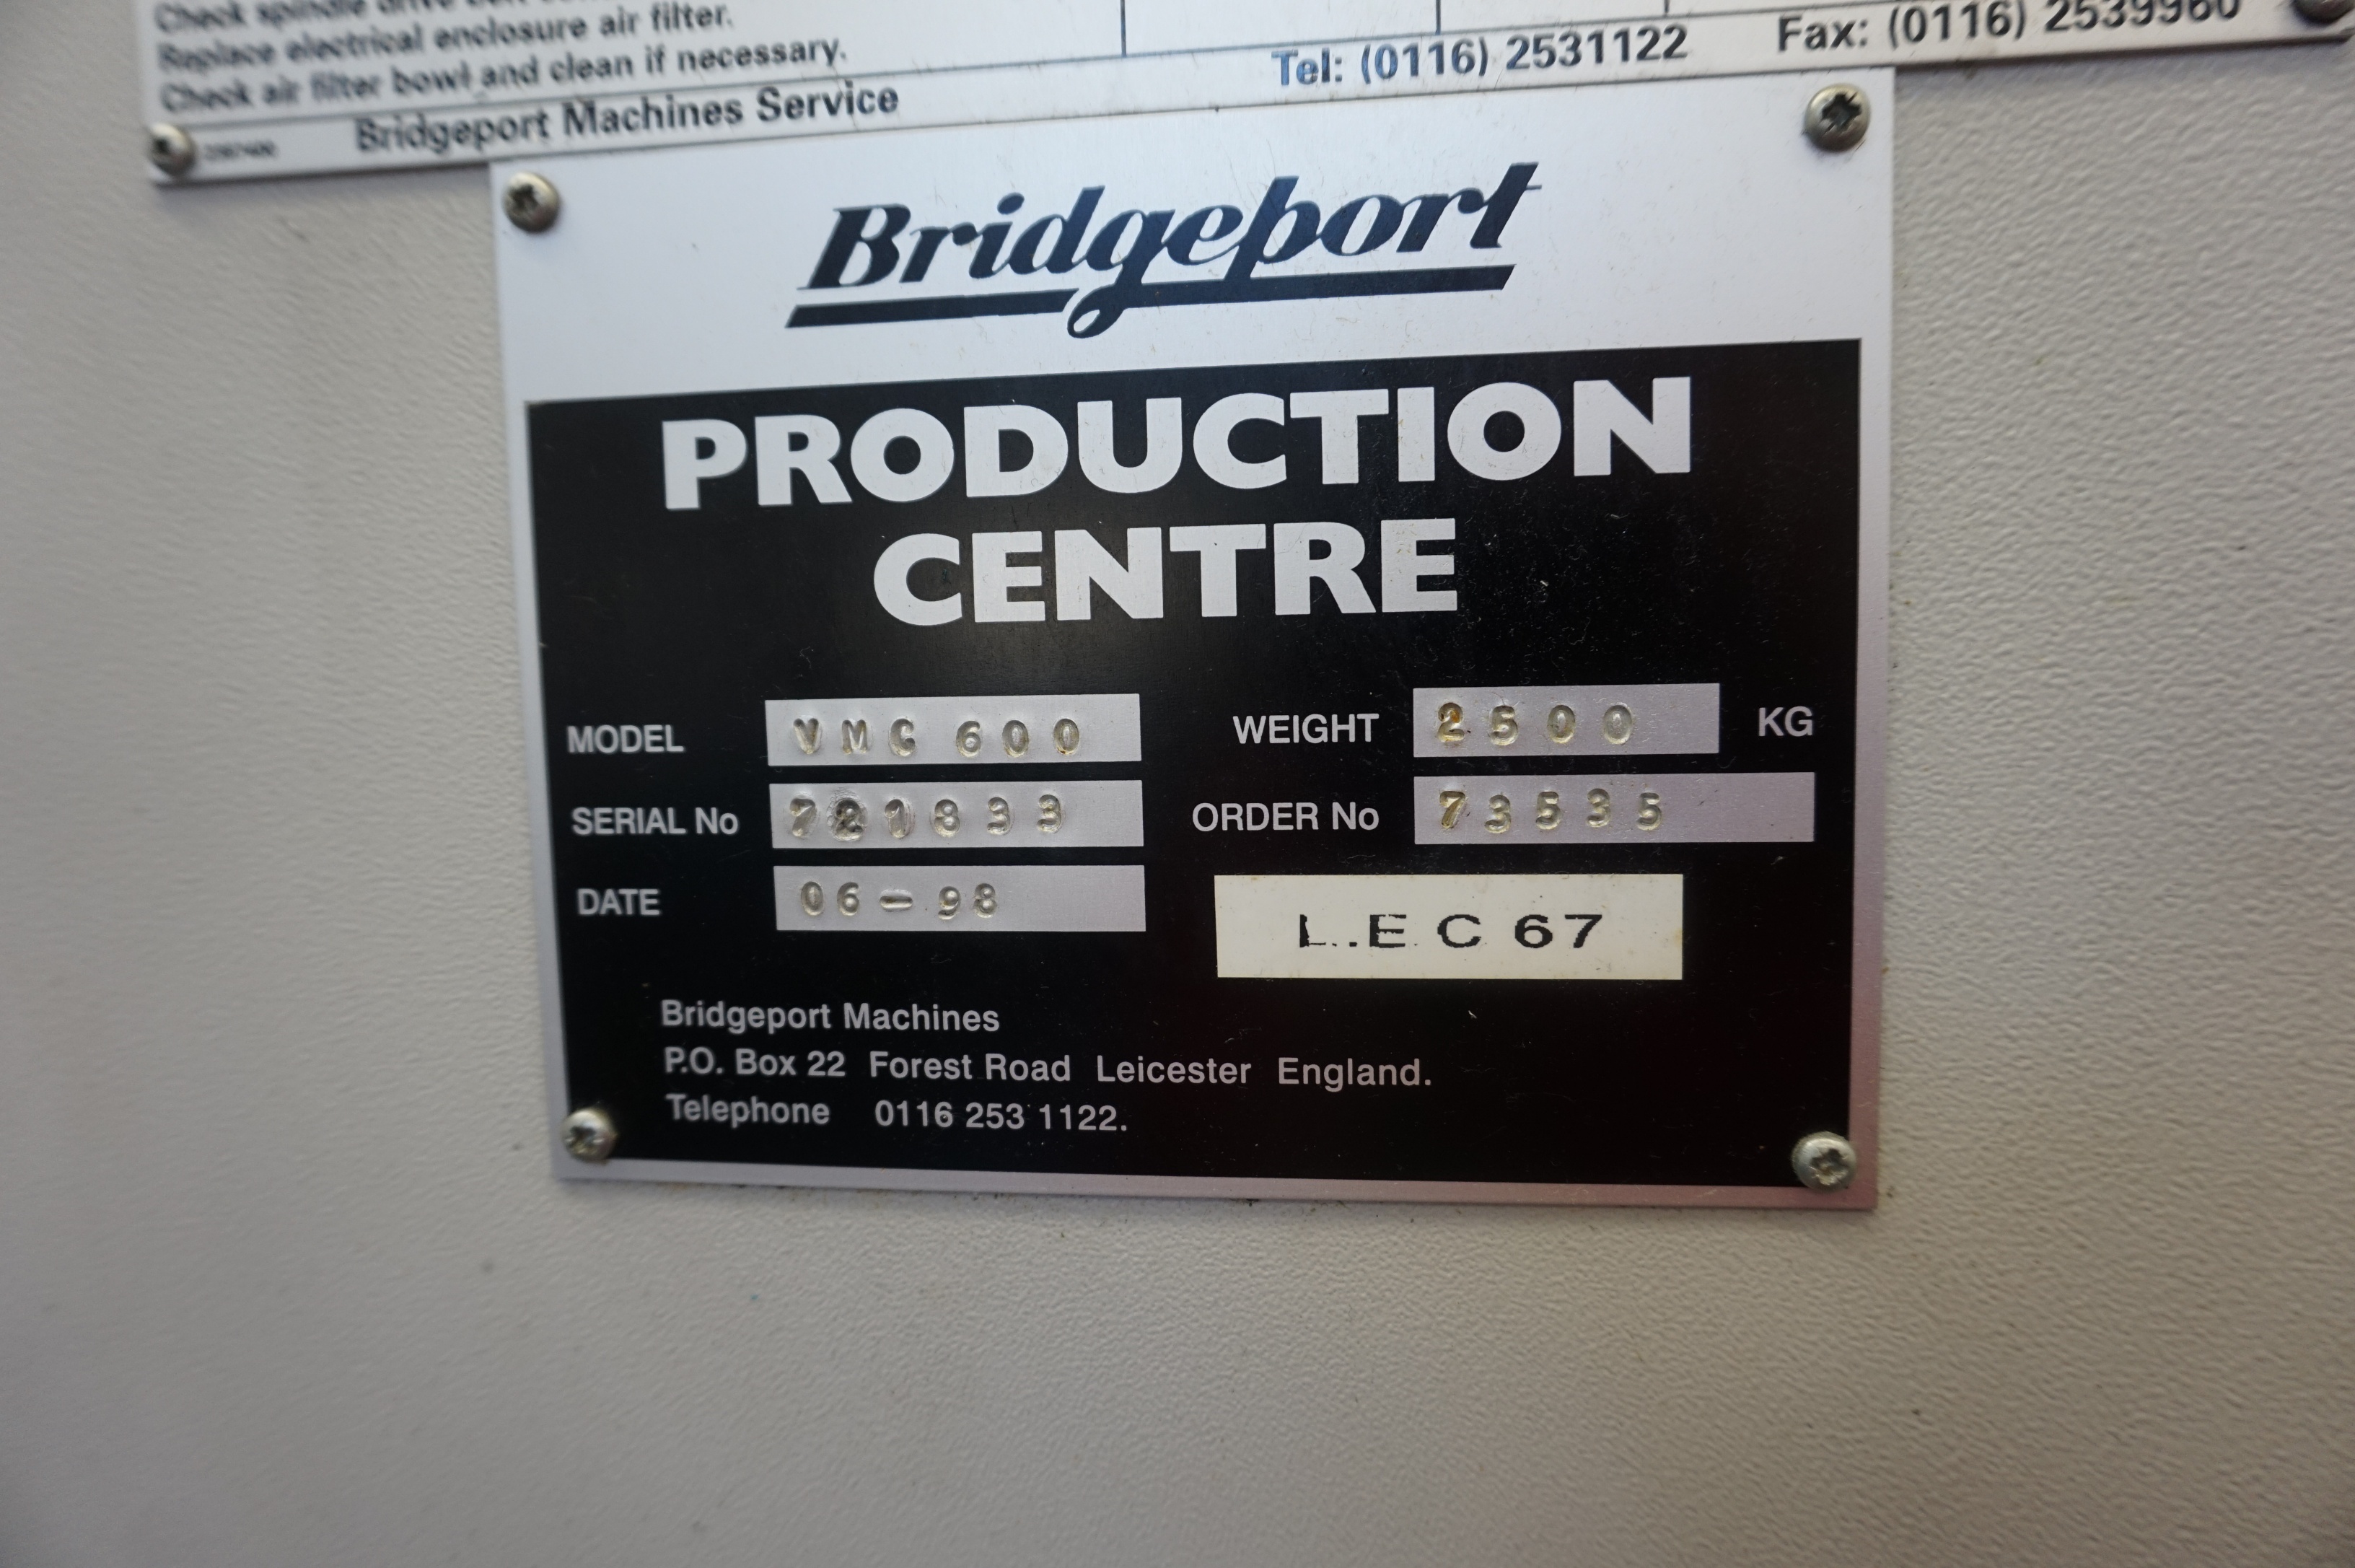 Check spindle drive belt
Replace electrical enclosure air filter.
Check air filter bowl and clean if necessary.
Bridgeport Machines Service Tel: (0116) 2531122 Fax: (0116) 2539960
Bridgeport
PRODUCTION
CENTRE
MODEL VMC 600 WEIGHT 2500 KG
SERIAL No ORDER No 73535
DATE 06-98
L.E.C 67
Bridgeport Machines
P.O. Box 22 Forest Road Leicester England.
Telephone 0116 253 1122.